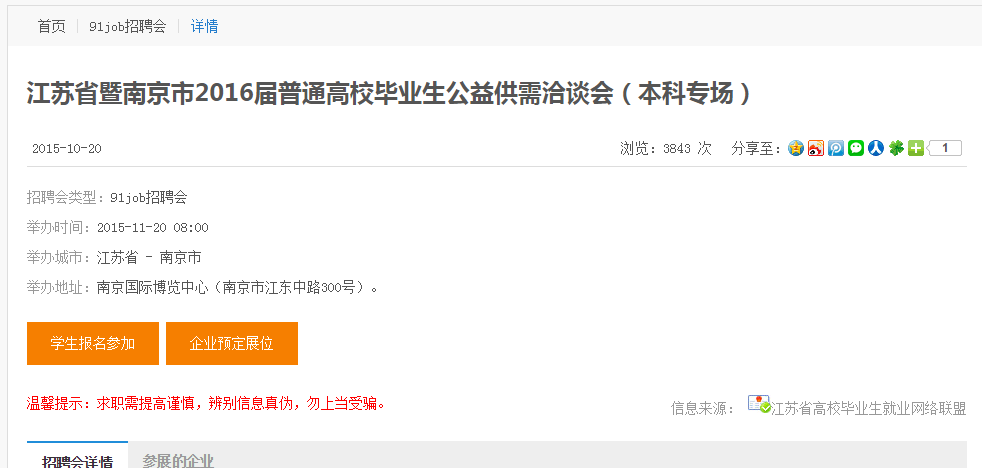 首页 91job招聘会 详情
江苏省暨南京市2016届普通高校毕业生公益供需洽谈会（本科专场）
2015-10-20 浏览：3843 次 分享至： 1
招聘会类型：91job招聘会
举办时间：2015-11-20 08:00
举办城市：江苏省 - 南京市
举办地址：南京国际博览中心（南京市江东中路300号）。
学生报名参加 企业预定展位
温馨提示：求职需提高谨慎，辨别信息真伪，勿上当受骗。
信息来源： 江苏省高校毕业生就业网络联盟
招聘会详情 参展的企业